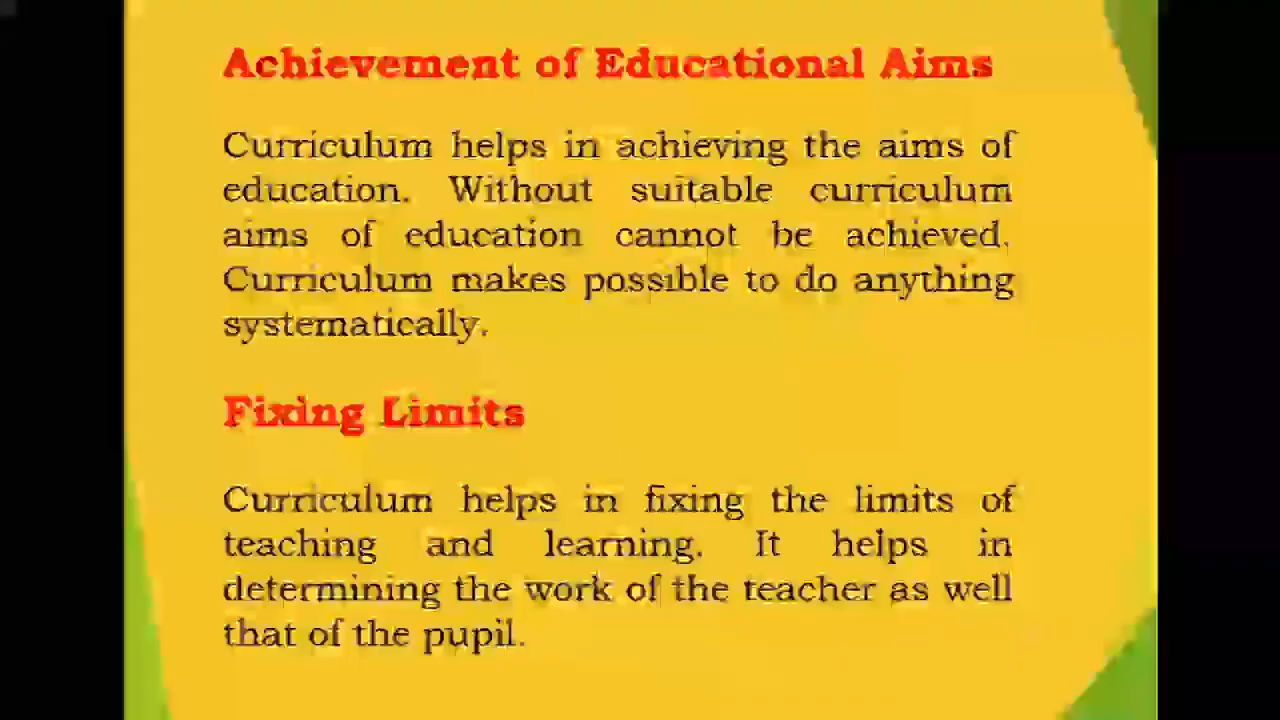 Achievement of Educational Aims
Curriculum helps in achieving the aims of
education. Without suitable curriculum
aims of education cannot be achieved.
Curriculum makes possible to do anything
systematically.
Fixing Limits
Curriculum helps in fixing the limits of
teaching and learning. It helps in
determining the work of the teacher as well
that of the pupil.